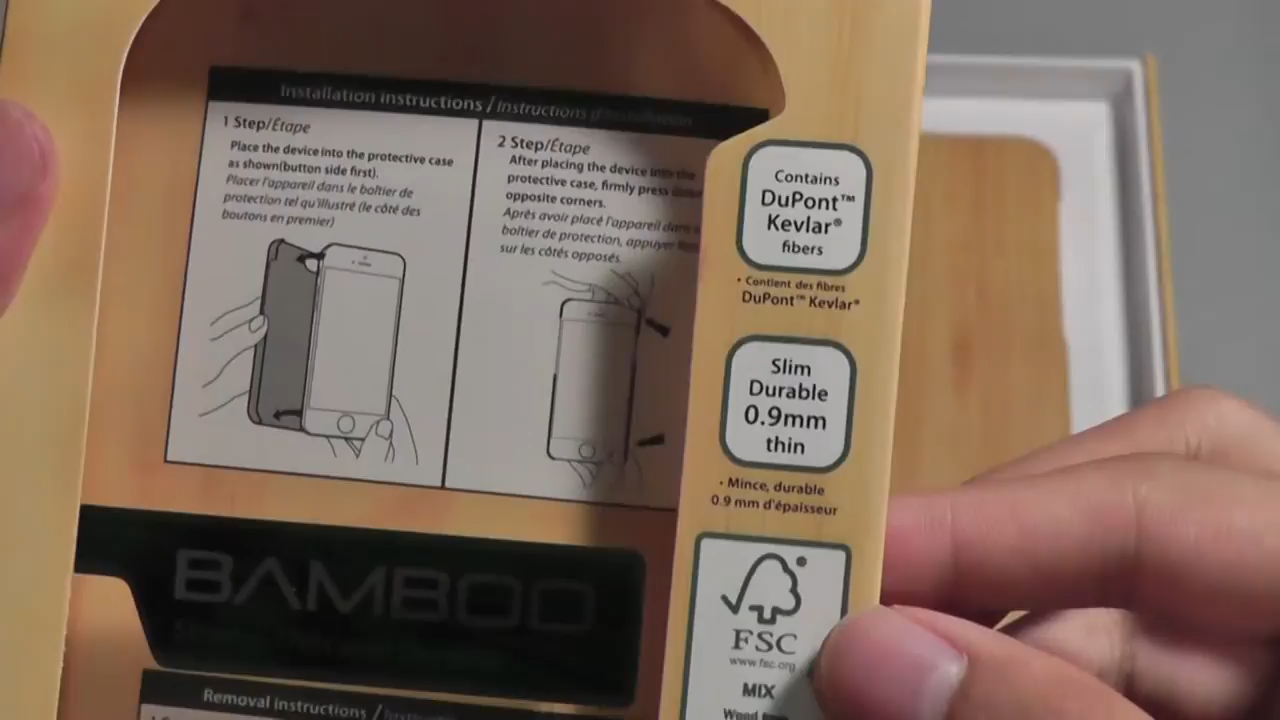 Installation instructions / Instructions d'installation
1 Step/Étape
Place the device into the protective case
as shown(button side first).
Placer l'appareil dans le boîtier de
protection tel qu'illustré (le côté des
boutons en premier)
2 Step/Étape
After placing the device into the
protective case, firmly press down
opposite corners.
Après avoir placé l'appareil dans
boîtier de protection, appuyer
sur les côtés opposés
Contains
DuPont™
Kevlar®
fibers
• Contient des fibres
DuPont™ Kevlar®
Slim
Durable
0.9mm
thin
• Mince, durable
0.9 mm d'épaisseur
BAMBOO
FSC
www.fsc.org
MIX
Wood
Removal instructions /